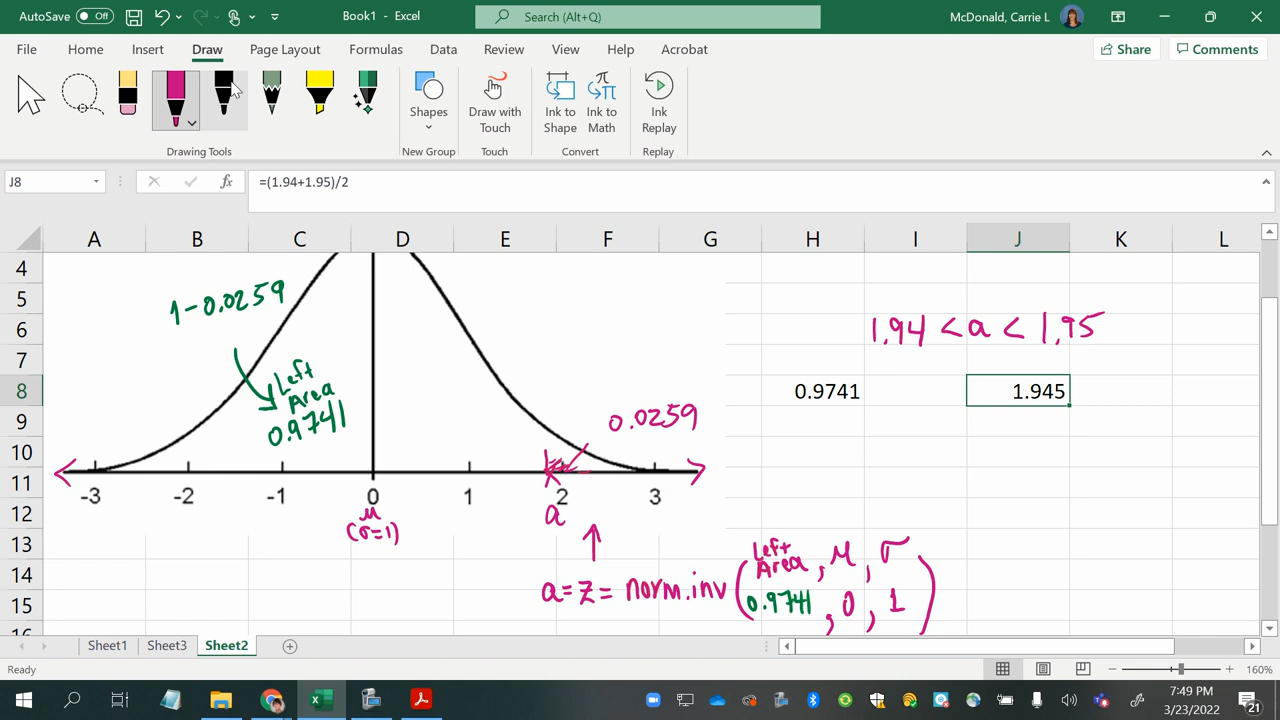 AutoSave Off Book1 - Excel Search (Alt+Q) McDonald, Carrie L
File Home Insert Draw Page Layout Formulas Data Review View Help Acrobat Share Comments
Shapes Draw with Touch Ink to Shape Ink to Math Ink Replay
Drawing Tools New Group Touch Convert Replay
J8 fx =(1.94+1.95)/2
A B C D E F G H I J K L
4
5
6
7
8
9
10
11
12
13
14
15
16
1-0.0259
1.94 < a < 1.95
Left
Area
0.9741
0.9741 1.945
0.0259
-3 -2 -1 0 1 2 3
μ
(σ=1)
a
Left
Area , μ , σ
a = z = norm.inv ( 0.9741 , 0 , 1 )
Sheet1 Sheet3 Sheet2
Ready 160%
7:49 PM
3/23/2022
21